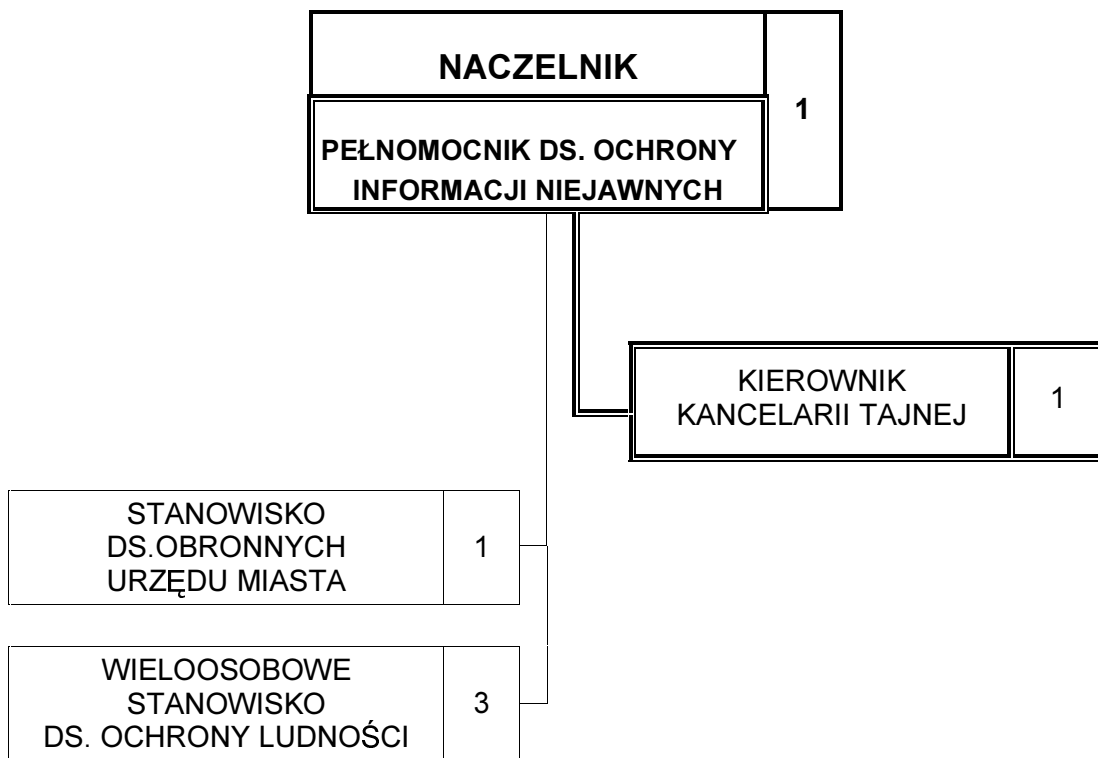 NACZELNIK
1
PEŁNOMOCNIK DS. OCHRONY
INFORMACJI NIEJAWNYCH
KIEROWNIK
KANCELARII TAJNEJ
1
STANOWISKO
DS.OBRONNYCH
URZĘDU MIASTA
1
WIELOOSOBOWE
STANOWISKO
DS. OCHRONY LUDNOŚCI
3